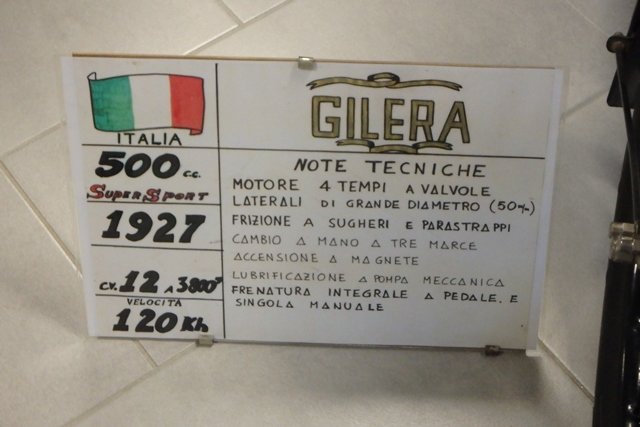 ITALIA
500 cc.
SUPER SPORT
1927
CV. 12 A 3800°
VELOCITÀ
120 Kh
GILERA
NOTE TECNICHE
MOTORE 4 TEMPI A VALVOLE
LATERALI DI GRANDE DIAMETRO (50%)
FRIZIONE A SUGHERI E PARASTRAPPI
CAMBIO A MANO A TRE MARCE
ACCENSIONE A MAGNETE
LUBRIFICAZIONE A POMPA MECCANICA
FRENATURA INTEGRALE A PEDALE. E
SINGOLA MANUALE